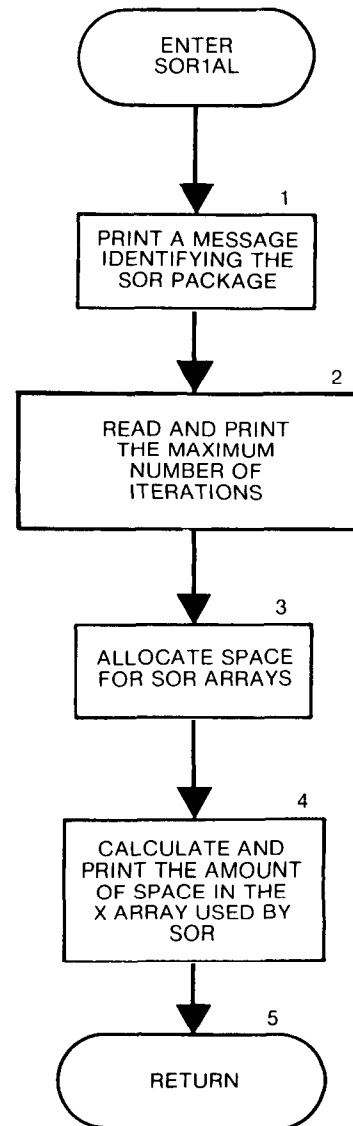 ENTER
SOR1AL
1
PRINT A MESSAGE
IDENTIFYING THE
SOR PACKAGE
2
READ AND PRINT
THE MAXIMUM
NUMBER OF
ITERATIONS
3
ALLOCATE SPACE
FOR SOR ARRAYS
4
CALCULATE AND
PRINT THE AMOUNT
OF SPACE IN THE
X ARRAY USED BY
SOR
5
RETURN